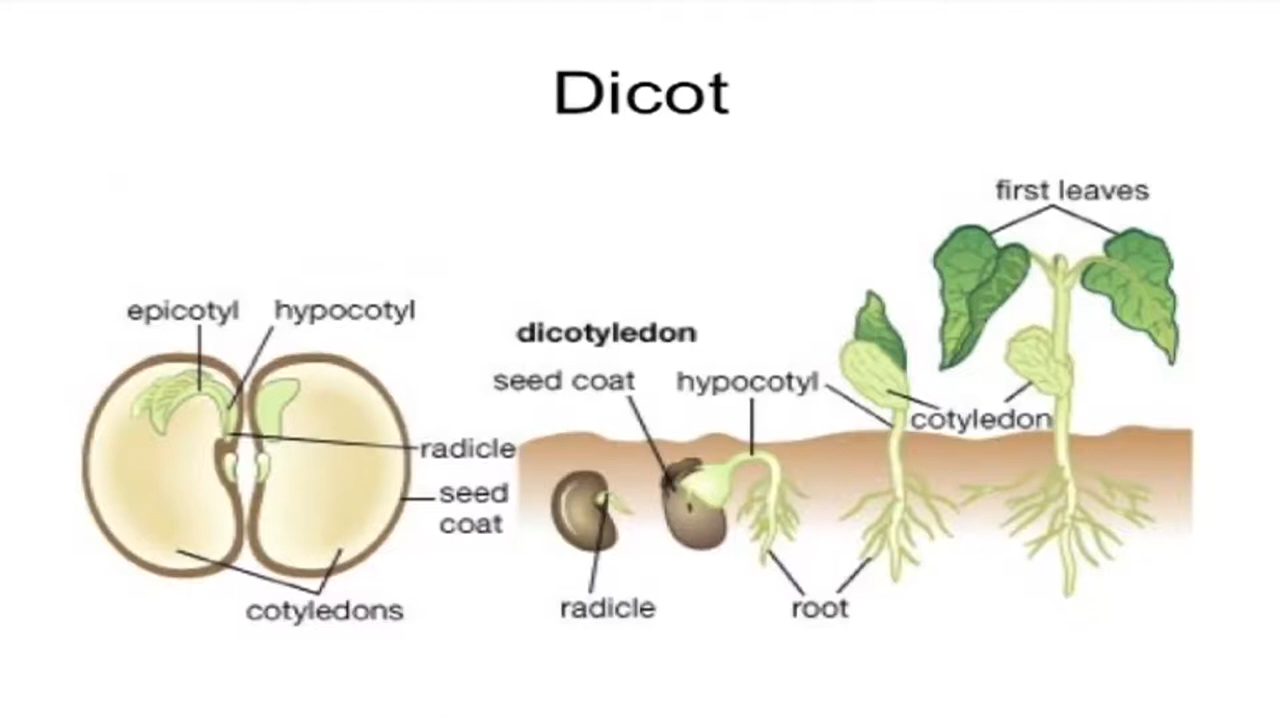 Dicot
epicotyl
hypocotyl
radicle
seed
coat
cotyledons
dicotyledon
seed coat
hypocotyl
radicle
root
cotyledon
first leaves